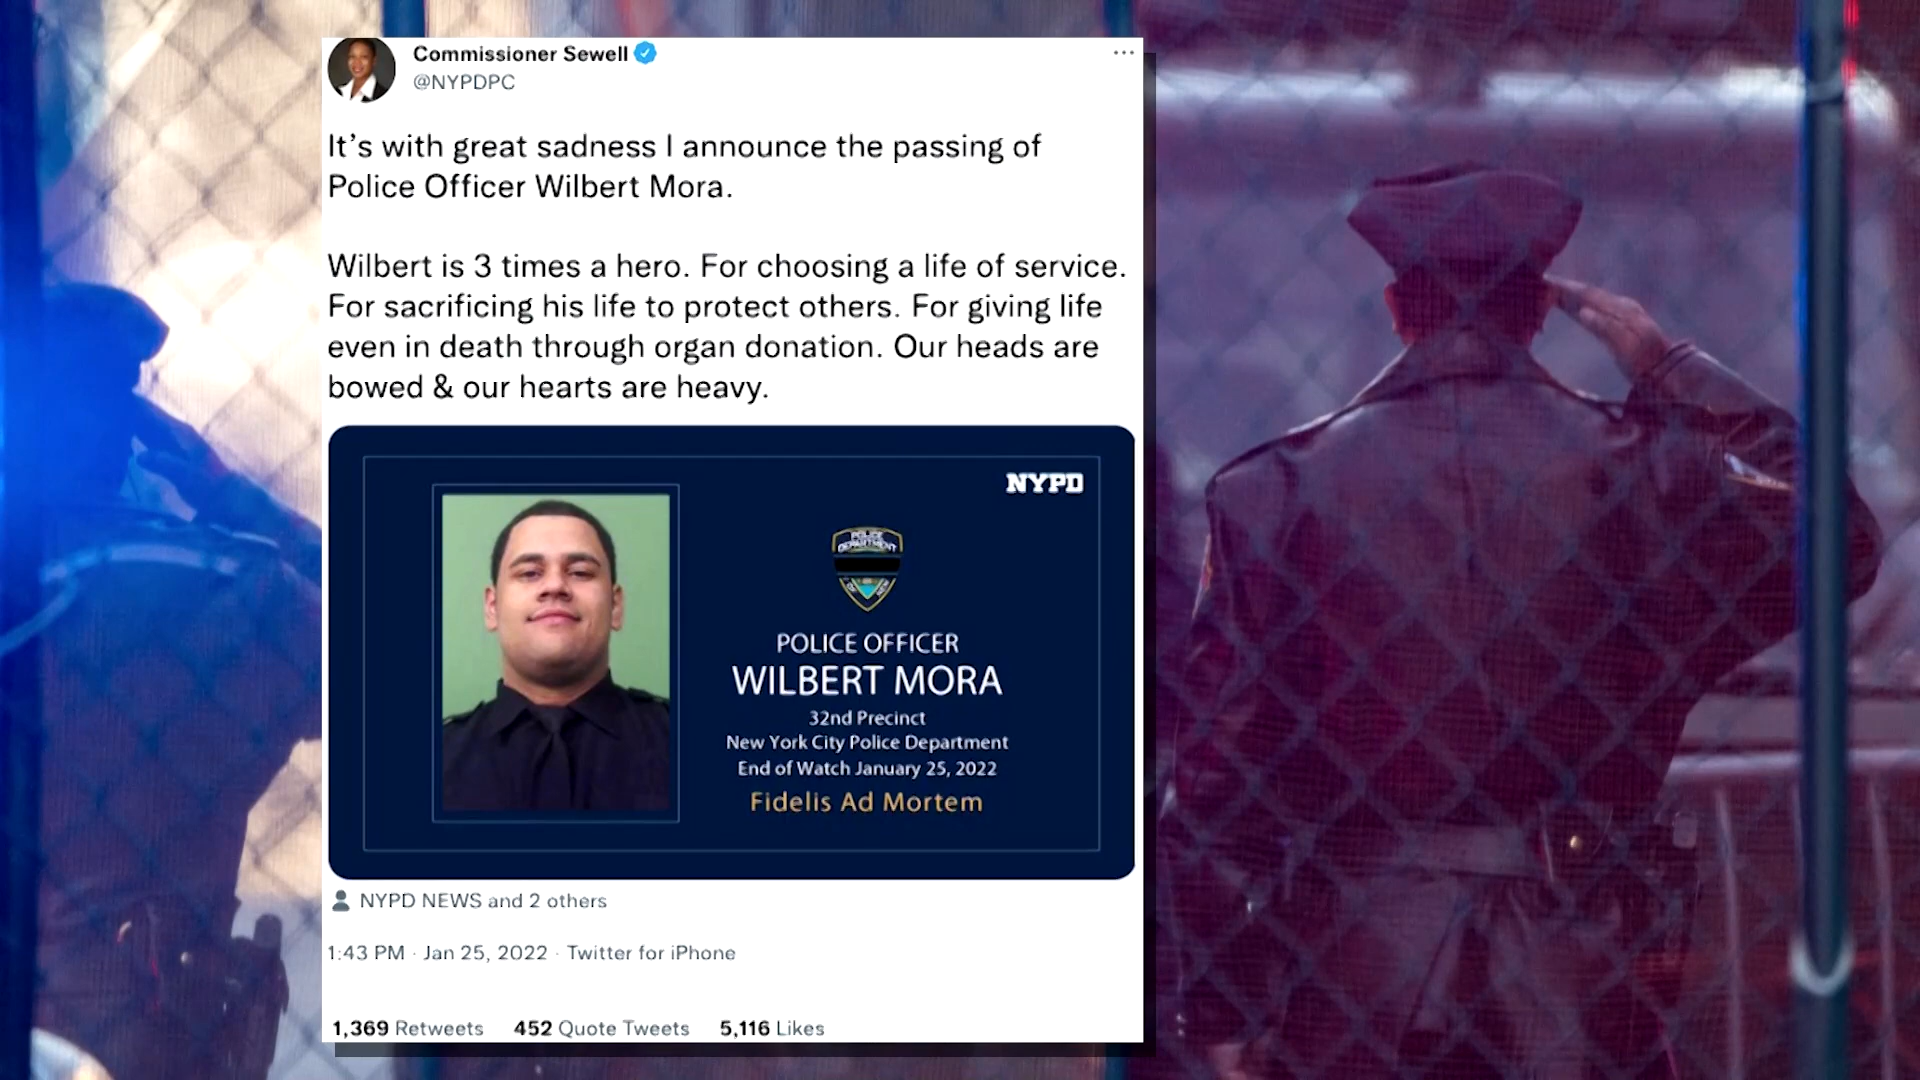 Commissioner Sewell
@NYPDPC
It's with great sadness I announce the passing of
Police Officer Wilbert Mora.
Wilbert is 3 times a hero. For choosing a life of service.
For sacrificing his life to protect others. For giving life
even in death through organ donation. Our heads are
bowed & our hearts are heavy.
NYPD
POLICE
DEPARTMENT
POLICE OFFICER
WILBERT MORA
32nd Precinct
New York City Police Department
End of Watch January 25, 2022
Fidelis Ad Mortem
NYPD NEWS and 2 others
1:43 PM · Jan 25, 2022 · Twitter for iPhone
1,369 Retweets 452 Quote Tweets 5,116 Likes